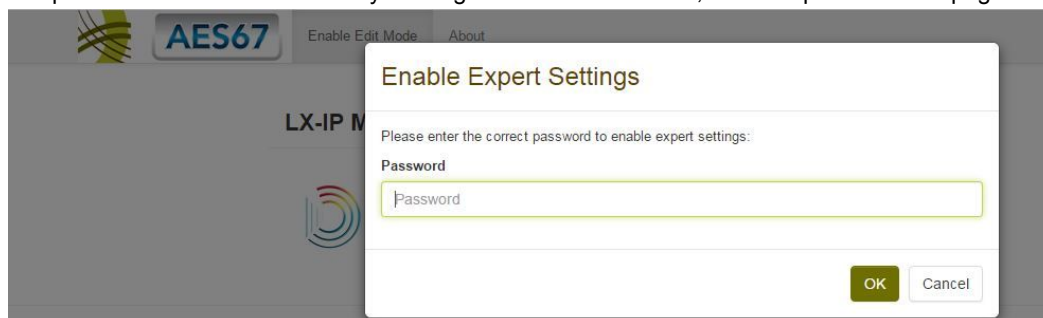 AES67
Enable Edit Mode About
Enable Expert Settings
LX-IP M
Please enter the correct password to enable expert settings:
Password
Password
OK Cancel